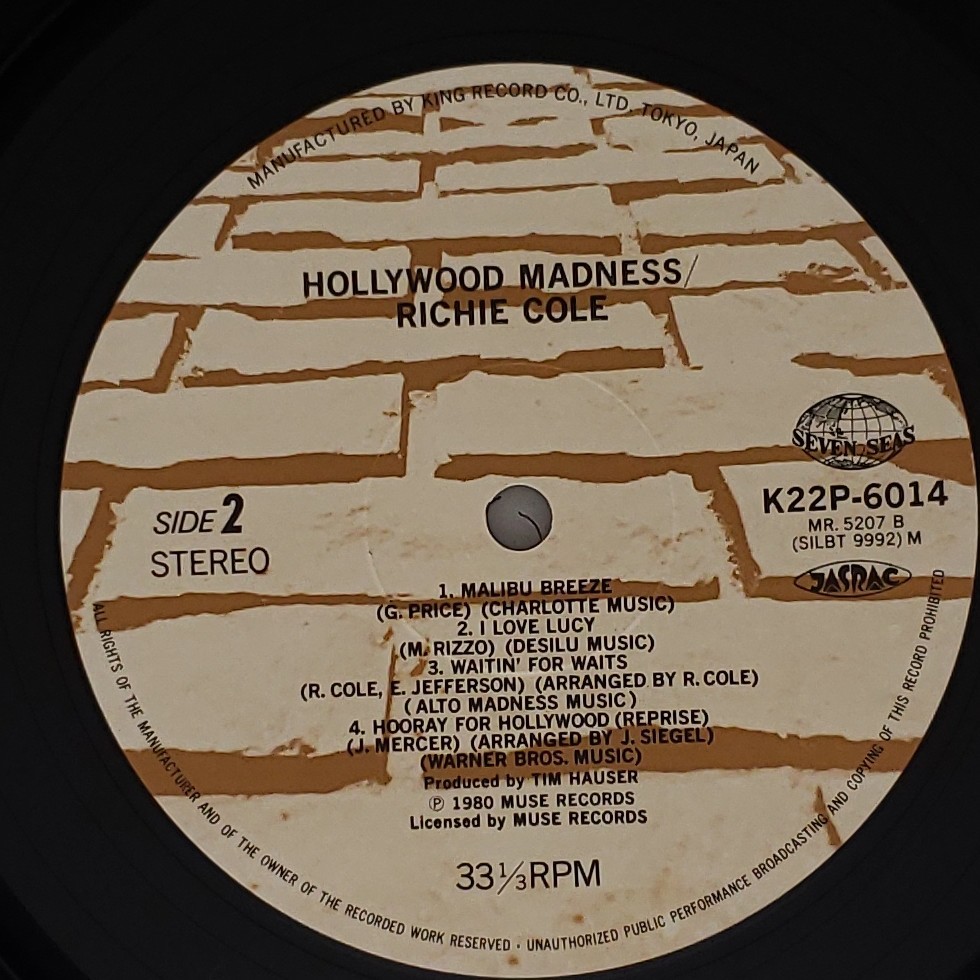 MANUFACTURED BY KING RECORD CO., LTD. TOKYO, JAPAN
HOLLYWOOD MADNESS/
RICHIE COLE
SEVEN SEAS
K22P-6014
MR. 5207 B
(SILBT 9992) M
JASRAC
SIDE 2
STEREO
1. MALIBU BREEZE
(G. PRICE) (CHARLOTTE MUSIC)
2. I LOVE LUCY
(M. RIZZO) (DESILU MUSIC)
3. WAITIN' FOR WAITS
(R. COLE, E. JEFFERSON) (ARRANGED BY R. COLE)
(ALTO MADNESS MUSIC)
4. HOORAY FOR HOLLYWOOD (REPRISE)
(J. MERCER) (ARRANGED BY J. SIEGEL)
(WARNER BROS. MUSIC)
Produced by TIM HAUSER
Ⓟ 1980 MUSE RECORDS
Licensed by MUSE RECORDS
33⅓RPM
ALL RIGHTS OF THE MANUFACTURER AND OF THE OWNER OF THE RECORDED WORK RESERVED · UNAUTHORIZED PUBLIC PERFORMANCE BROADCASTING AND COPYING OF THIS RECORD PROHIBITED